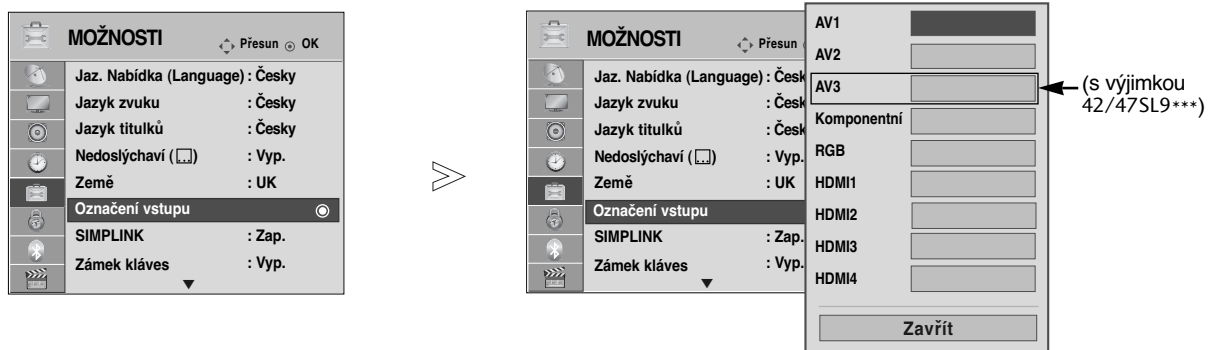 MOŽNOSTI
Přesun OK
Jaz. Nabídka (Language) : Česky
Jazyk zvuku : Česky
Jazyk titulků : Česky
Nedoslýchaví ( ) : Vyp.
Země : UK
Označení vstupu
SIMPLINK : Zap.
Zámek kláves : Vyp.
MOŽNOSTI
Přesun
Jaz. Nabídka (Language) : Česk
Jazyk zvuku : Česk
Jazyk titulků : Česk
Nedoslýchaví ( ) : Vyp.
Země : UK
Označení vstupu
SIMPLINK : Zap.
Zámek kláves : Vyp.
AV1
AV2
AV3
Komponentní
RGB
HDMI1
HDMI2
HDMI3
HDMI4
Zavřít
(s výjimkou
42/47SL9***)